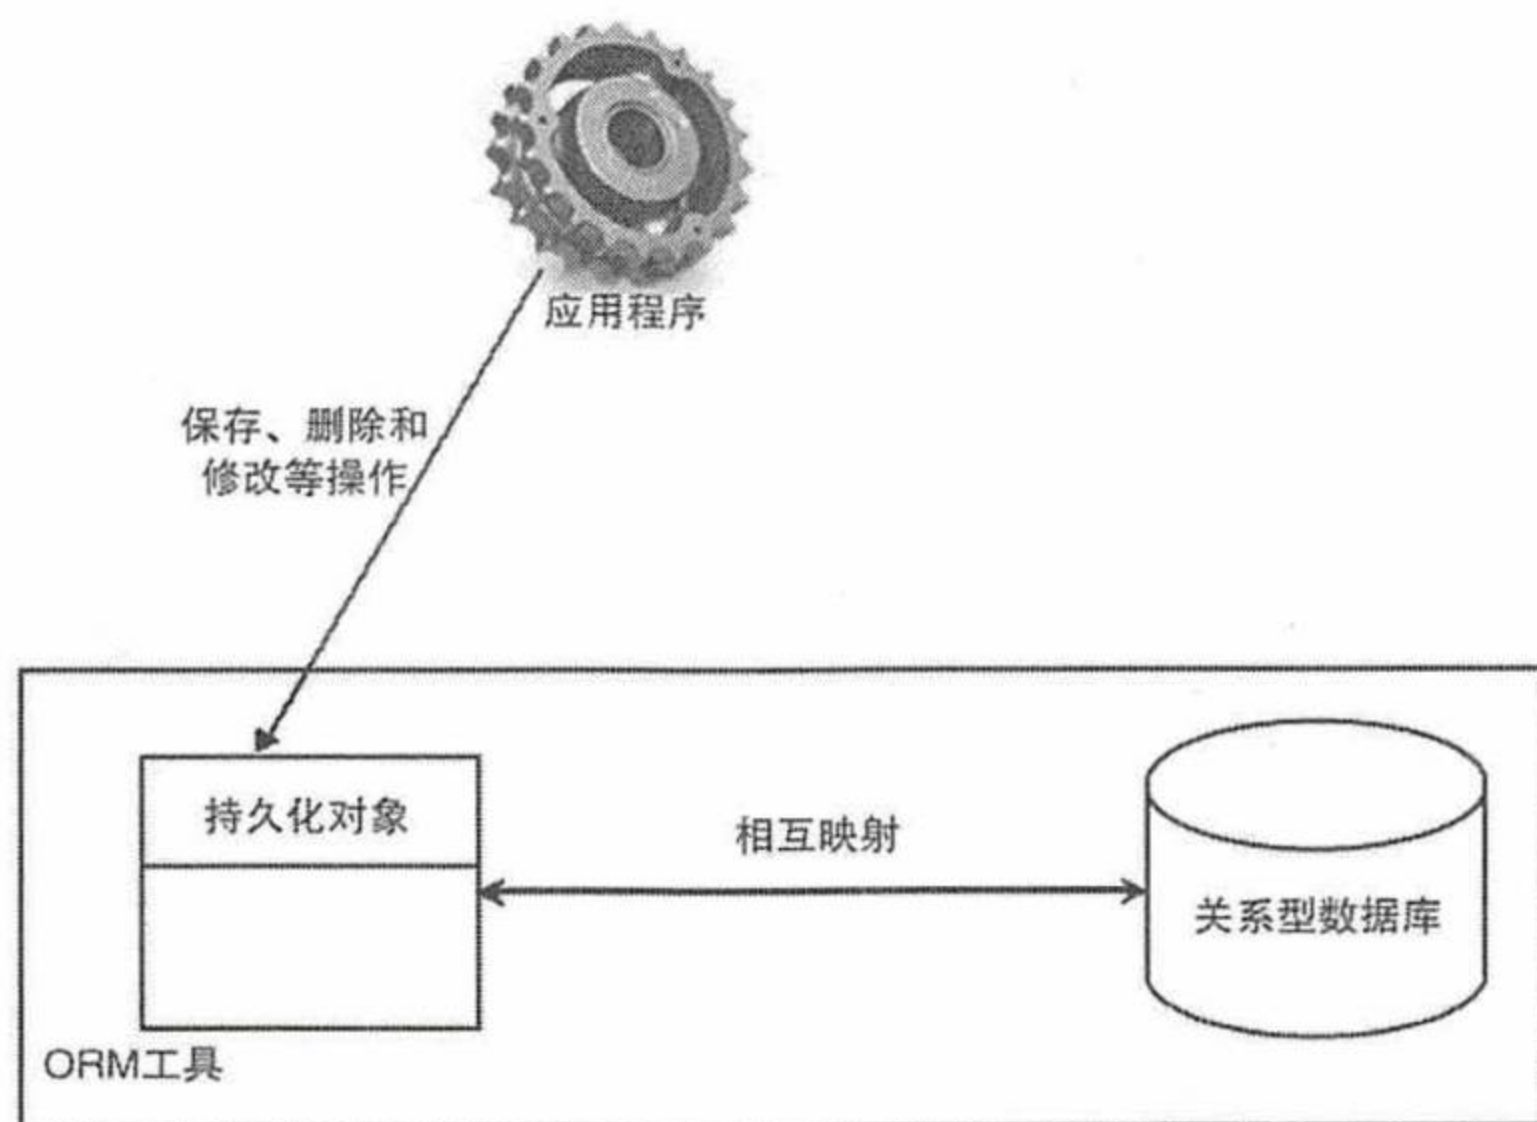 应用程序
保存、删除和
修改等操作
持久化对象
相互映射
关系型数据库
ORM工具